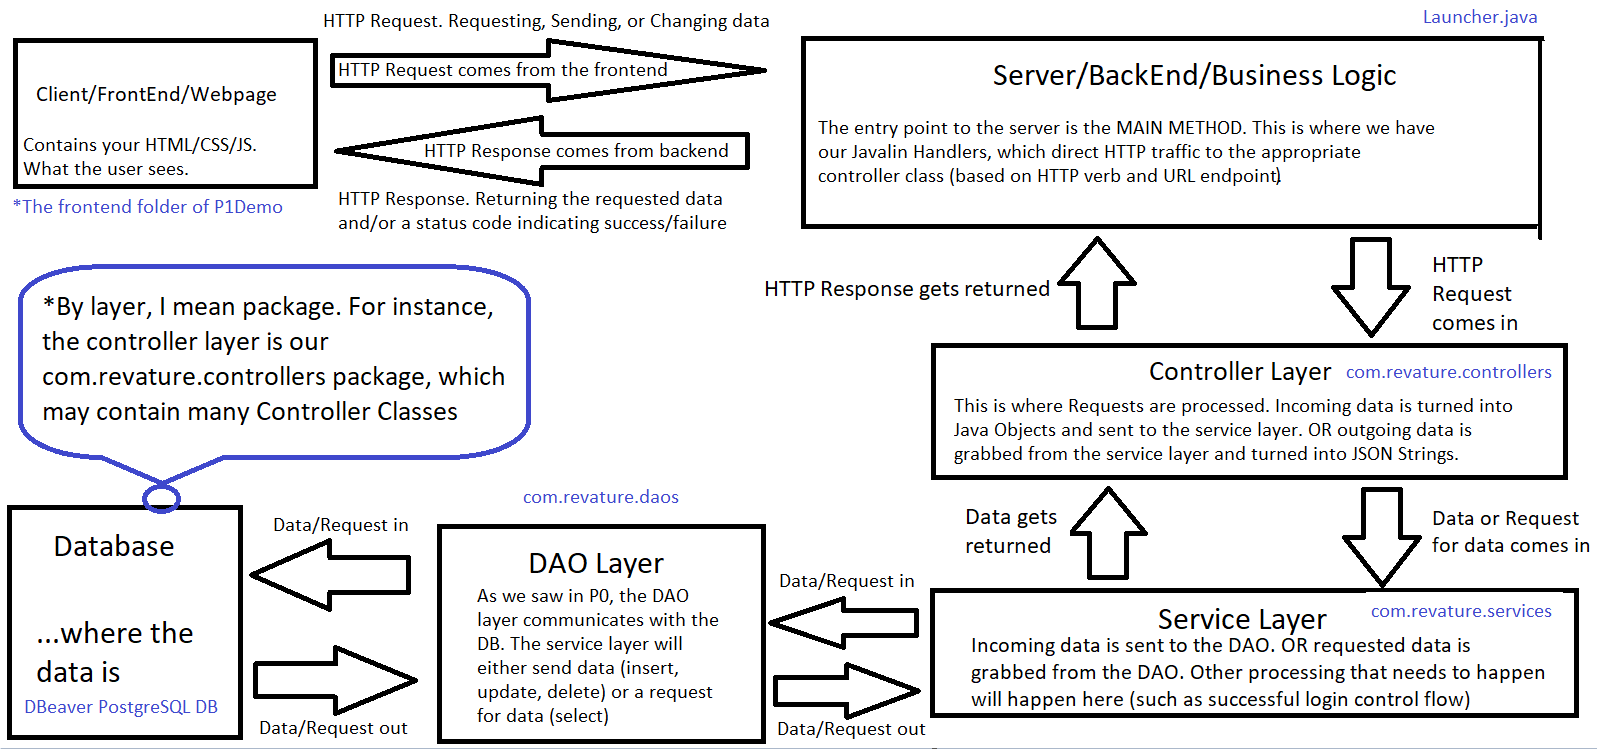 HTTP Request. Requesting, Sending, or Changing data
Launcher.java
Client/FrontEnd/Webpage
Contains your HTML/CSS/JS.
What the user sees.
*The frontend folder of P1Demo
HTTP Request comes from the frontend
HTTP Response comes from backend
HTTP Response. Returning the requested data
and/or a status code indicating success/failure
Server/BackEnd/Business Logic
The entry point to the server is the MAIN METHOD. This is where we have
our Javalin Handlers, which direct HTTP traffic to the appropriate
controller class (based on HTTP verb and URL endpoint)
HTTP Response gets returned
HTTP
Request
comes in
*By layer, I mean package. For instance,
the controller layer is our
com.revature.controllers package, which
may contain many Controller Classes
Controller Layer
com.revature.controllers
This is where Requests are processed. Incoming data is turned into
Java Objects and sent to the service layer. OR outgoing data is
grabbed from the service layer and turned into JSON Strings.
Data gets
returned
Data or Request
for data comes in
Database
...where the
data is
DBeaver PostgreSQL DB
Data/Request in
Data/Request out
com.revature.daos
DAO Layer
As we saw in P0, the DAO
layer communicates with the
DB. The service layer will
either send data (insert,
update, delete) or a request
for data (select)
Data/Request in
Data/Request out
Service Layer
com.revature.services
Incoming data is sent to the DAO. OR requested data is
grabbed from the DAO. Other processing that needs to happen
will happen here (such as successful login control flow)